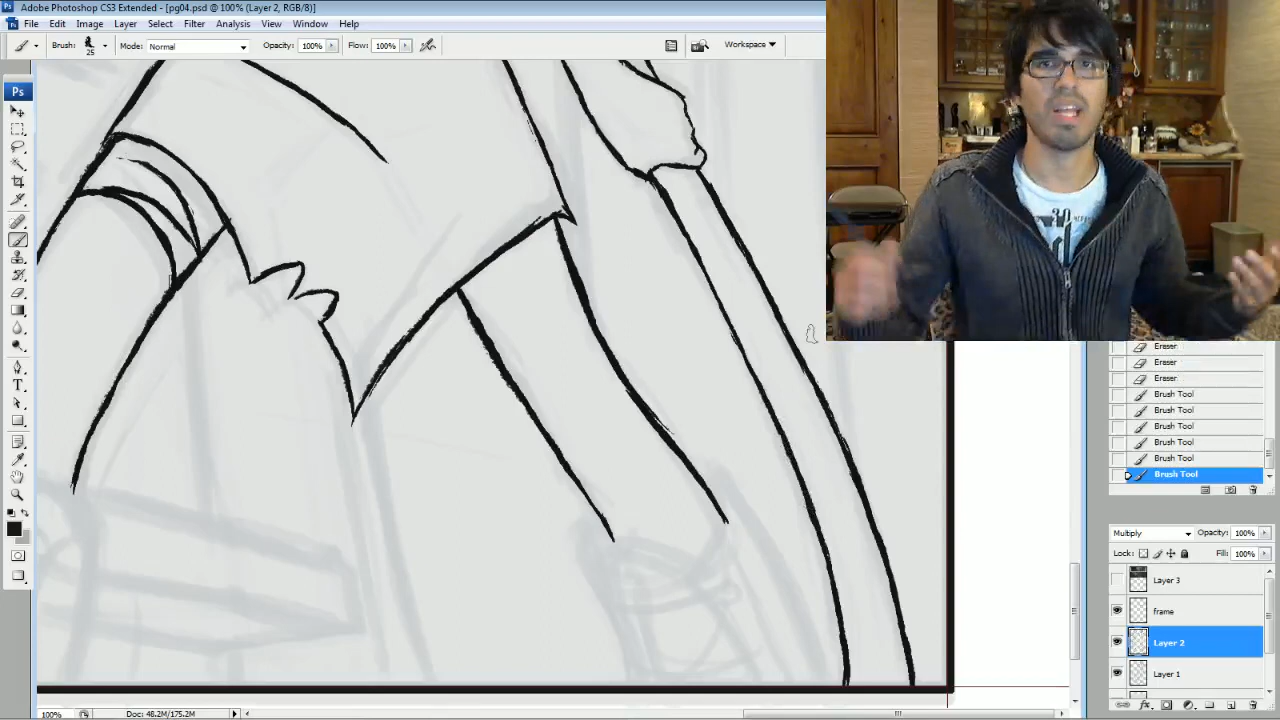 Adobe Photoshop CS3 Extended - [pg04.psd @ 100% (Layer 2, RGB/8)]
File Edit Image Layer Select Filter Analysis View Window Help
Brush: 25 Mode: Normal Opacity: 100% Flow: 100% Workspace
Ps
T
30
Eraser
Eraser
Eraser
Brush Tool
Brush Tool
Brush Tool
Brush Tool
Brush Tool
Brush Tool
Multiply Opacity: 100%
Lock: Fill: 100%
Layer 3
frame
Layer 2
Layer 1
fx
100% Doc: 48.2M/175.2M